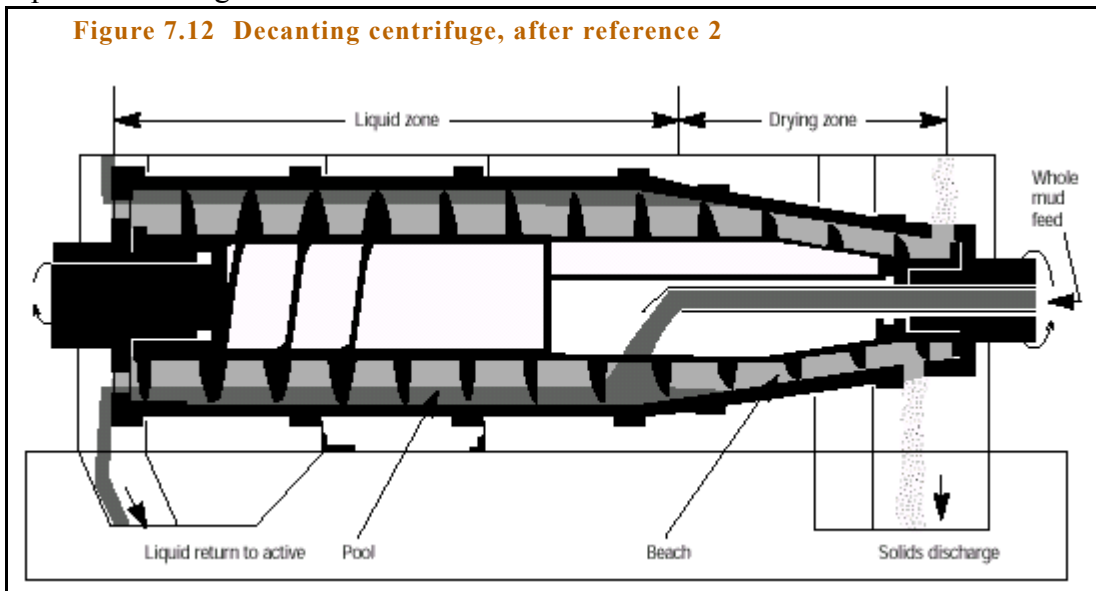 Figure 7.12 Decanting centrifuge, after reference 2
Liquid zone
Drying zone
Whole
mud
feed
Liquid return to active
Pool
Beach
Solids discharge